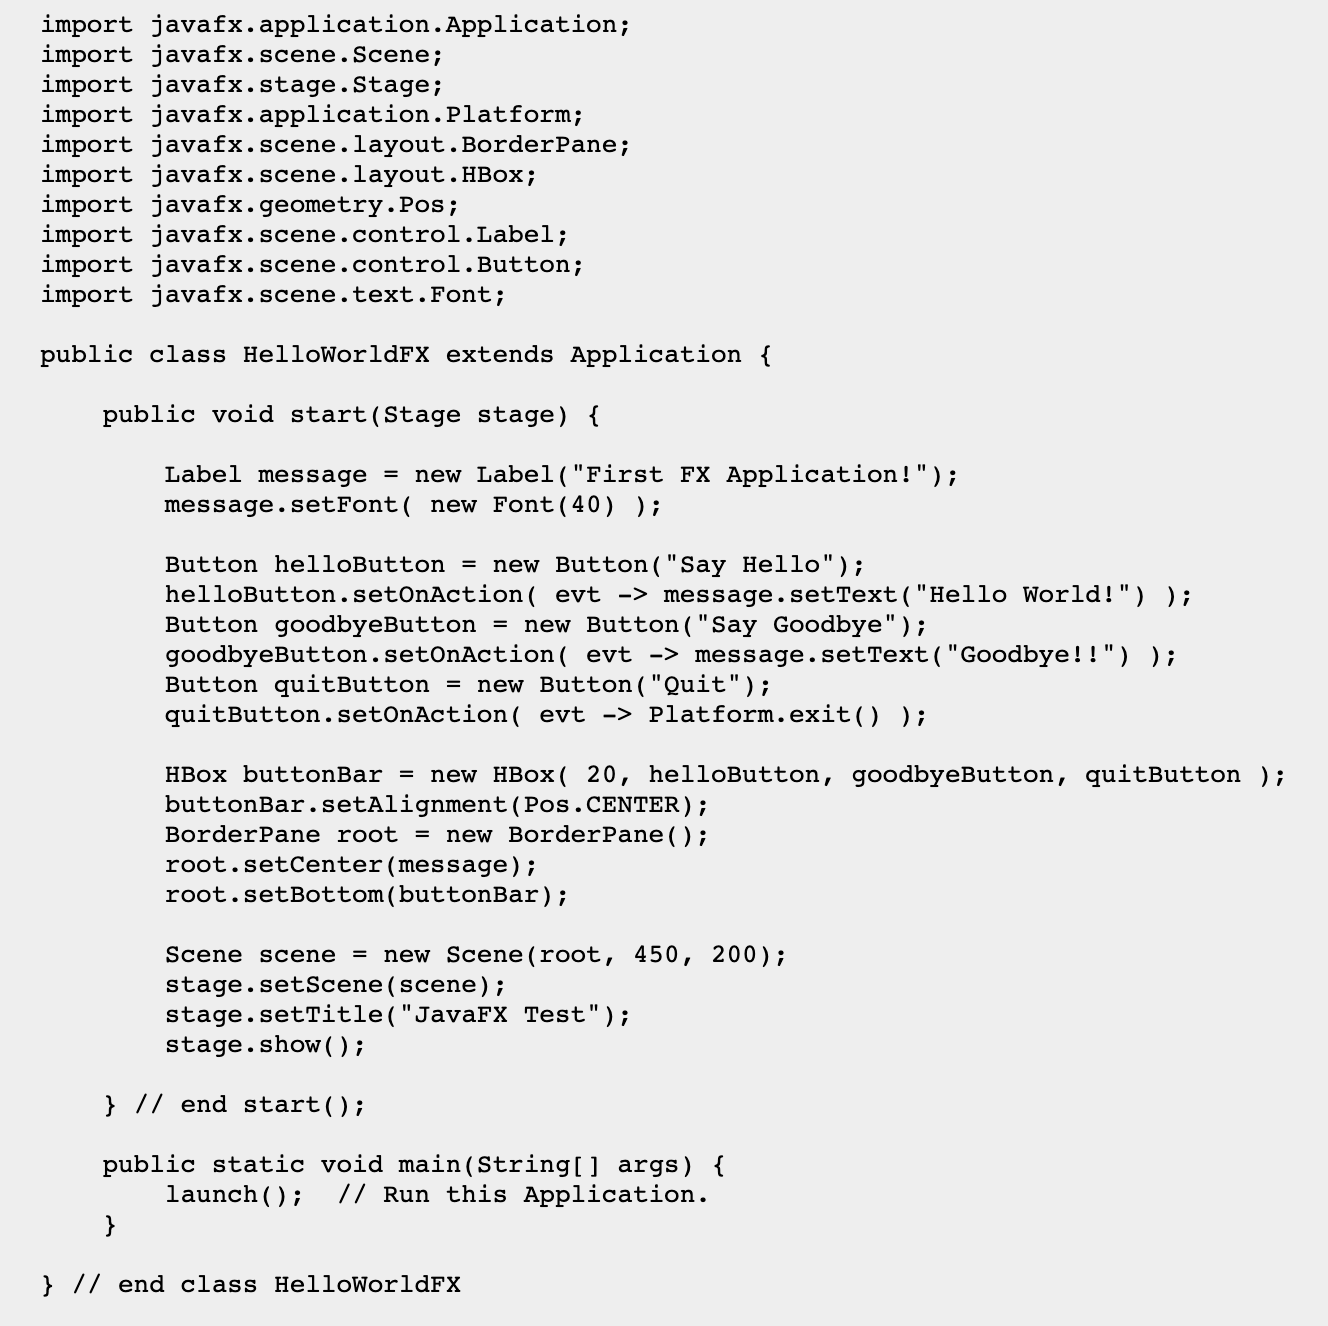 import javafx.application.Application;
import javafx.scene.Scene;
import javafx.stage.Stage;
import javafx.application.Platform;
import javafx.scene.layout.BorderPane;
import javafx.scene.layout.HBox;
import javafx.geometry.Pos;
import javafx.scene.control.Label;
import javafx.scene.control.Button;
import javafx.scene.text.Font;

public class HelloWorldFX extends Application {

    public void start(Stage stage) {

        Label message = new Label("First FX Application!");
        message.setFont( new Font(40) );

        Button helloButton = new Button("Say Hello");
        helloButton.setOnAction( evt -> message.setText("Hello World!") );
        Button goodbyeButton = new Button("Say Goodbye");
        goodbyeButton.setOnAction( evt -> message.setText("Goodbye!!") );
        Button quitButton = new Button("Quit");
        quitButton.setOnAction( evt -> Platform.exit() );

        HBox buttonBar = new HBox( 20, helloButton, goodbyeButton, quitButton );
        buttonBar.setAlignment(Pos.CENTER);
        BorderPane root = new BorderPane();
        root.setCenter(message);
        root.setBottom(buttonBar);

        Scene scene = new Scene(root, 450, 200);
        stage.setScene(scene);
        stage.setTitle("JavaFX Test");
        stage.show();

    } // end start();

    public static void main(String[] args) {
        launch();  // Run this Application.
    }

} // end class HelloWorldFX